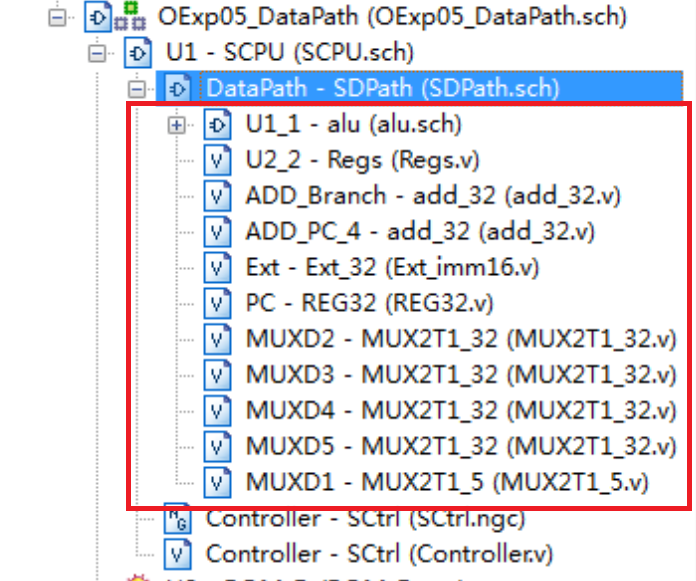 OExp05_DataPath (OExp05_DataPath.sch)
U1 - SCPU (SCPU.sch)
DataPath - SDPath (SDPath.sch)
U1_1 - alu (alu.sch)
U2_2 - Regs (Regs.v)
ADD_Branch - add_32 (add_32.v)
ADD_PC_4 - add_32 (add_32.v)
Ext - Ext_32 (Ext_imm16.v)
PC - REG32 (REG32.v)
MUXD2 - MUX2T1_32 (MUX2T1_32.v)
MUXD3 - MUX2T1_32 (MUX2T1_32.v)
MUXD4 - MUX2T1_32 (MUX2T1_32.v)
MUXD5 - MUX2T1_32 (MUX2T1_32.v)
MUXD1 - MUX2T1_5 (MUX2T1_5.v)
Controller - SCtrl (SCtrl.ngc)
Controller - SCtrl (Controller.v)